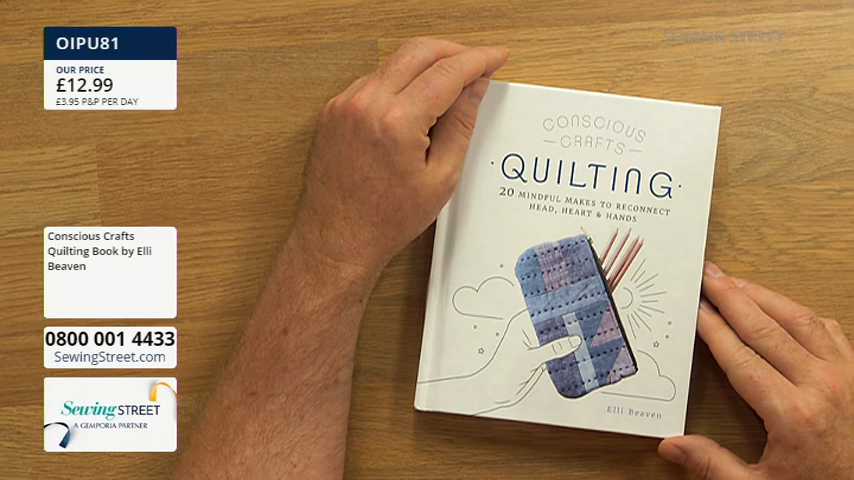 OIPU81
OUR PRICE
£12.99
£3.95 P&P PER DAY
Conscious Crafts
Quilting Book by Elli
Beaven
0800 001 4433
SewingStreet.com
Sewing STREET
A GEMPORIA PARTNER
SEWING STREET
CONSCIOUS
CRAFTS
QUILTING
20 MINDFUL MAKES TO RECONNECT
HEAD, HEART & HANDS
Elli Beaven